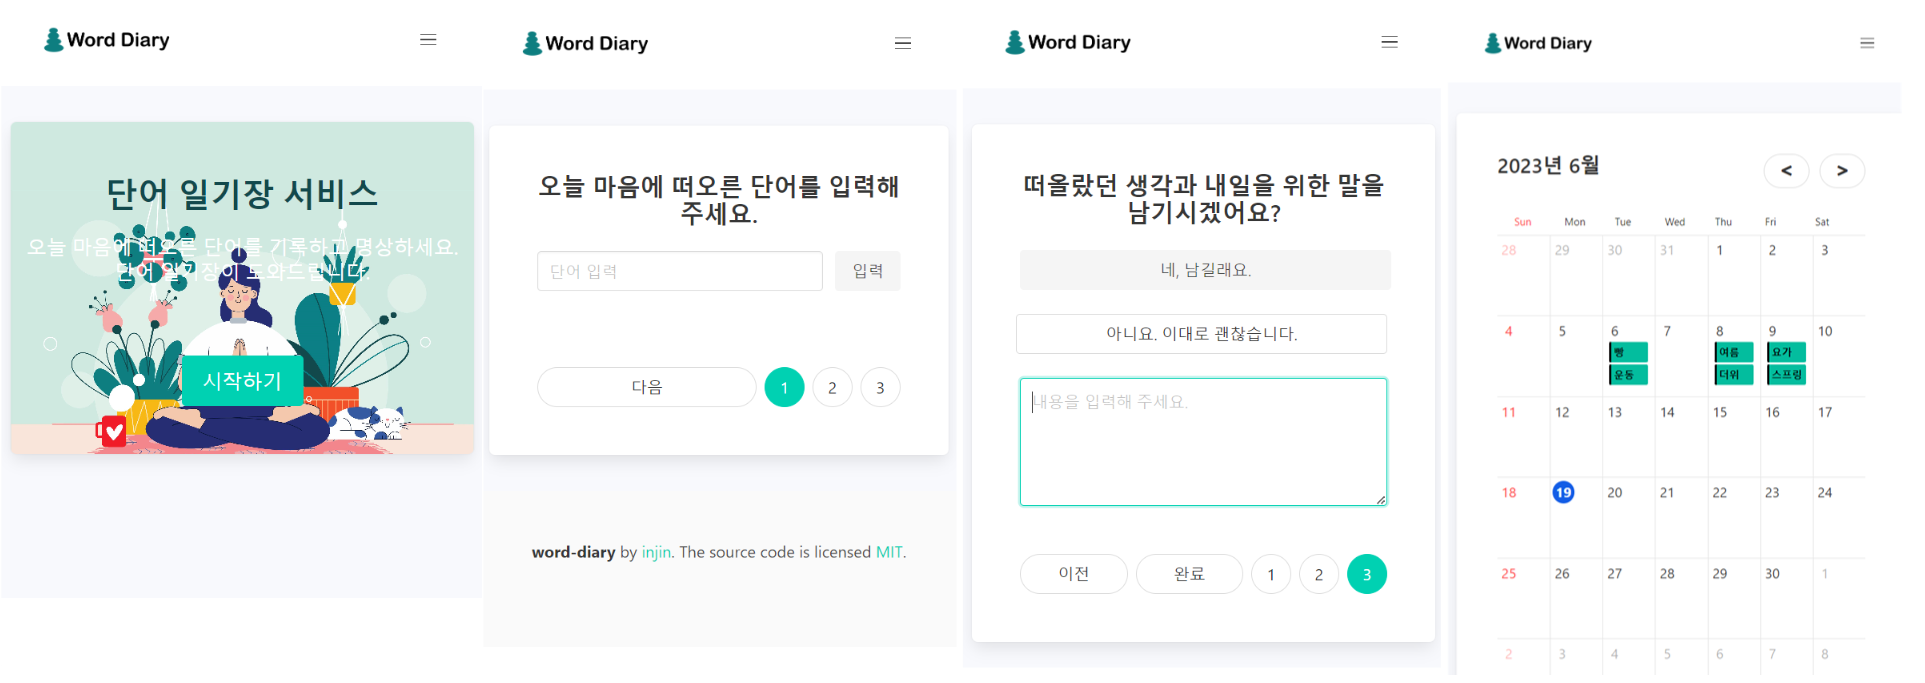 Word Diary
단어 일기장 서비스
오늘 마음에 떠오른 단어를 기록하고 명상하세요.
단어 일기장이 도와드립니다.
시작하기
Word Diary
오늘 마음에 떠오른 단어를 입력해
주세요.
단어 입력
입력
다음 1 2 3
word-diary by injin. The source code is licensed MIT.
Word Diary
떠올랐던 생각과 내일을 위한 말을
남기시겠어요?
네, 남길래요.
아니요. 이대로 괜찮습니다.
내용을 입력해 주세요.
이전 완료 1 2 3
Word Diary
2023년 6월 < >
Sun Mon Tue Wed Thu Fri Sat
28 29 30 31 1 2 3
4 5 6 7 8 9 10
빵 여름 요가
운동 더위 스프링
11 12 13 14 15 16 17
18 19 20 21 22 23 24
25 26 27 28 29 30 1
2 3 4 5 6 7 8